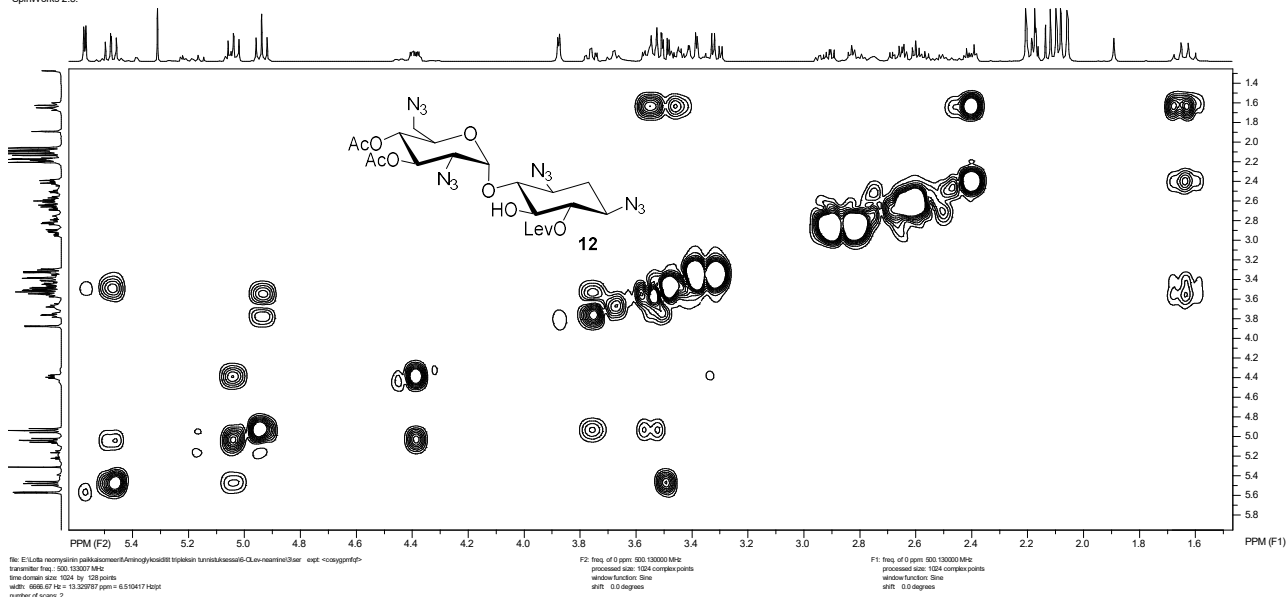 SpinWorks 2.3:
N₃
AcO
O
AcO
N₃
N₃
O
N₃
HO
LevO
12
1.4
1.6
1.8
2.0
2.2
2.4
2.6
2.8
3.0
3.2
3.4
3.6
3.8
4.0
4.2
4.4
4.6
4.8
5.0
5.2
5.4
5.6
5.8
PPM (F2) 5.4 5.2 5.0 4.8 4.6 4.4 4.2 4.0 3.8 3.6 3.4 3.2 3.0 2.8 2.6 2.4 2.2 2.0 1.8 1.6 PPM (F1)
transmitter freq.: 500.133007 MHz
time domain size: 1024 by 128 points
width: 6666.67 Hz = 13.329787 ppm = 6.510417 Hz/pt
number of scans: 2
F2: freq. of 0 ppm: 500.130000 MHz
processed size: 1024 complex points
window function: Sine
shift 0.0 degrees
F1: freq. of 0 ppm: 500.130000 MHz
processed size: 1024 complex points
window function: Sine
shift 0.0 degrees